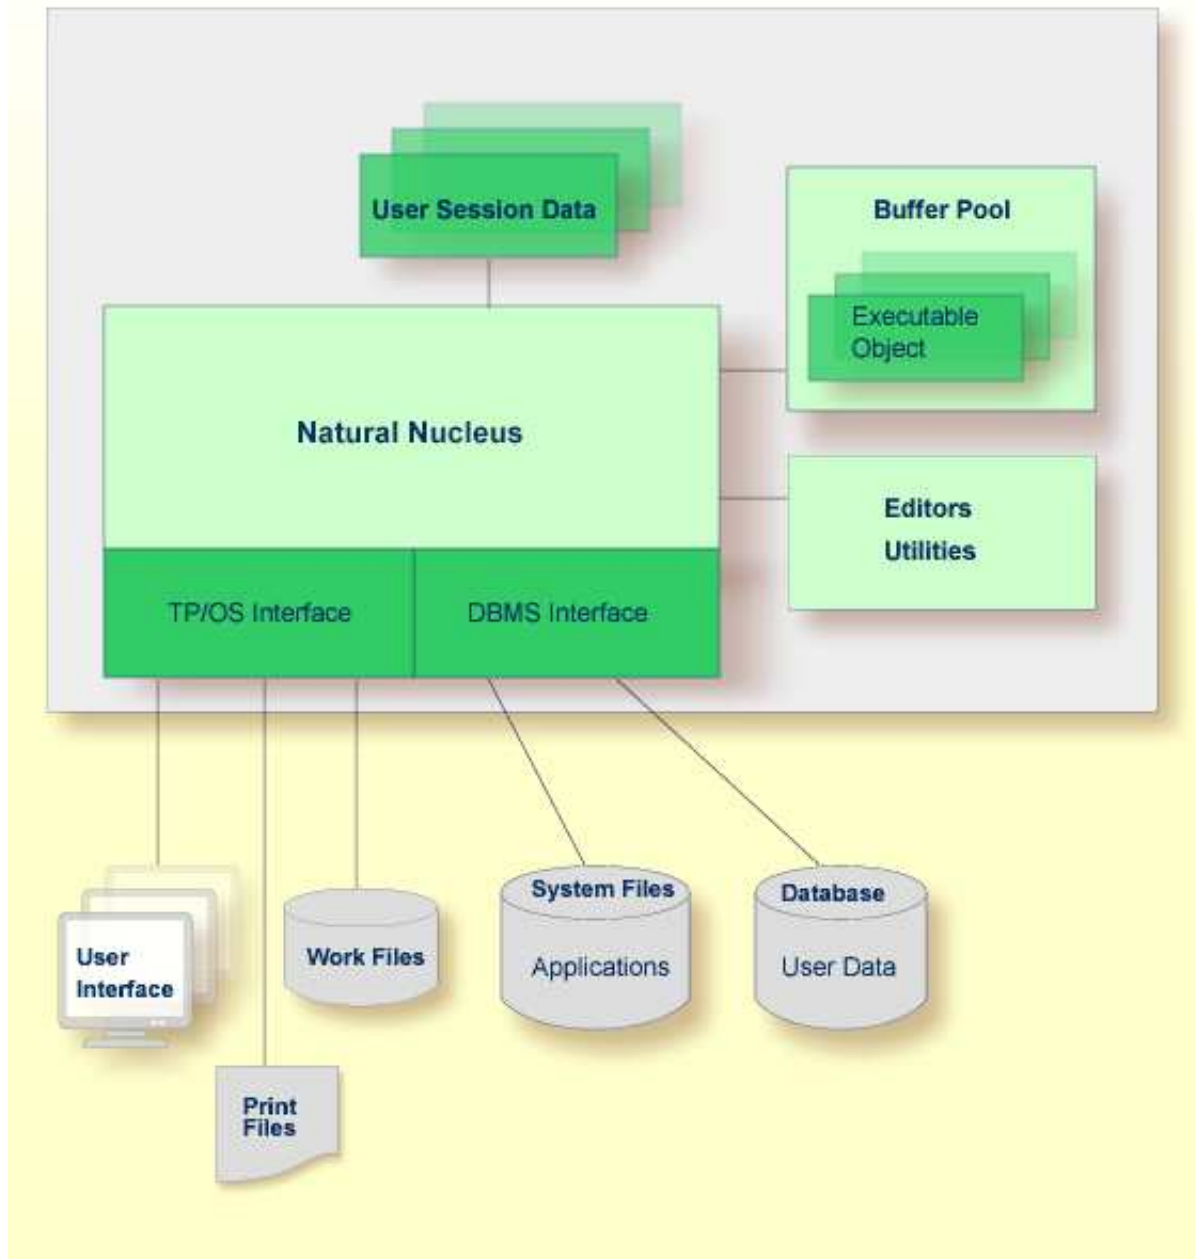 User Session Data
Buffer Pool
Executable
Object
Natural Nucleus
Editors
Utilities
TP/OS Interface
DBMS Interface
User
Interface
Work Files
System Files
Applications
Database
User Data
Print
Files